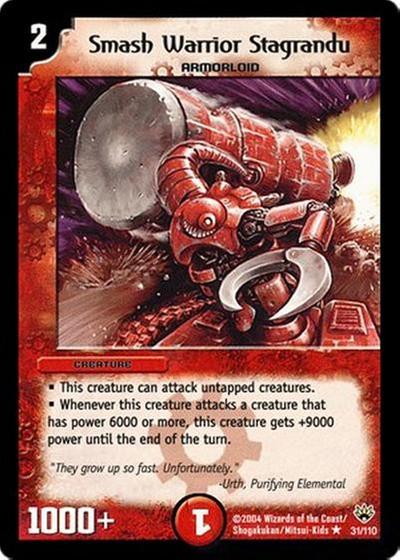 2
Smash Warrior Stagrandu
ARMORLOID
CREATURE
▪ This creature can attack untapped creatures.
▪ Whenever this creature attacks a creature that
has power 6000 or more, this creature gets +9000
power until the end of the turn.
"They grow up so fast. Unfortunately."
-Urth, Purifying Elemental
1000+
1
©2004 Wizards of the Coast/
Shogakukan/Mitsui-Kids ★ 31/110